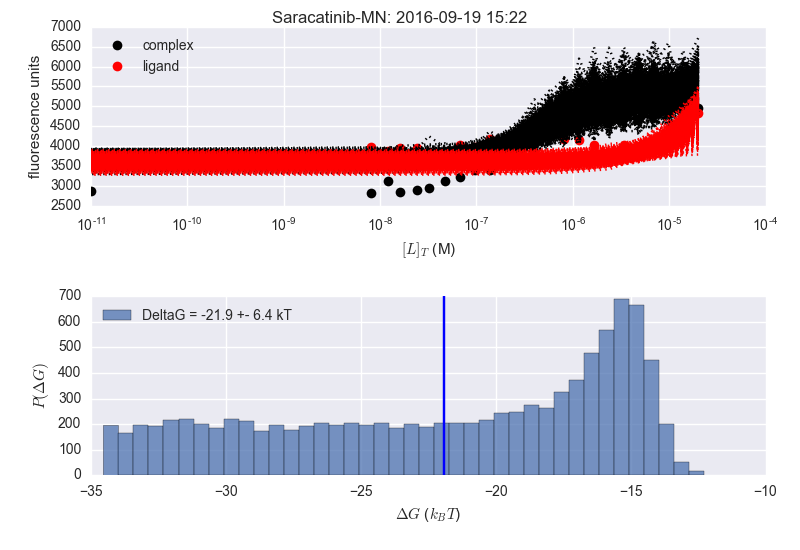 Saracatinib-MN: 2016-09-19 15:22
7000
6500
6000
5500
5000
4500
4000
3500
3000
2500
fluorescence units
complex
ligand
10⁻¹¹ 10⁻¹⁰ 10⁻⁹ 10⁻⁸ 10⁻⁷ 10⁻⁶ 10⁻⁵ 10⁻⁴
[L]_T (M)
700
600
500
400
300
200
100
0
P(ΔG)
DeltaG = -21.9 +- 6.4 kT
−35 −30 −25 −20 −15 −10
ΔG (k_BT)